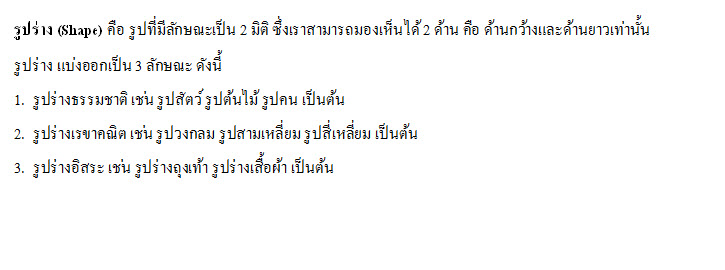 รูปร่าง (Shape) คือ รูปที่มีลักษณะเป็น 2 มิติ ซึ่งเราสามารถมองเห็นได้ 2 ด้าน คือ ด้านกว้างและด้านยาวเท่านั้น
รูปร่าง แบ่งออกเป็น 3 ลักษณะ ดังนี้
1. รูปร่างธรรมชาติ เช่น รูปสัตว์ รูปต้นไม้ รูปคน เป็นต้น
2. รูปร่างเรขาคณิต เช่น รูปวงกลม รูปสามเหลี่ยม รูปสี่เหลี่ยม เป็นต้น
3. รูปร่างอิสระ เช่น รูปร่างถุงเท้า รูปร่างเสื้อผ้า เป็นต้น